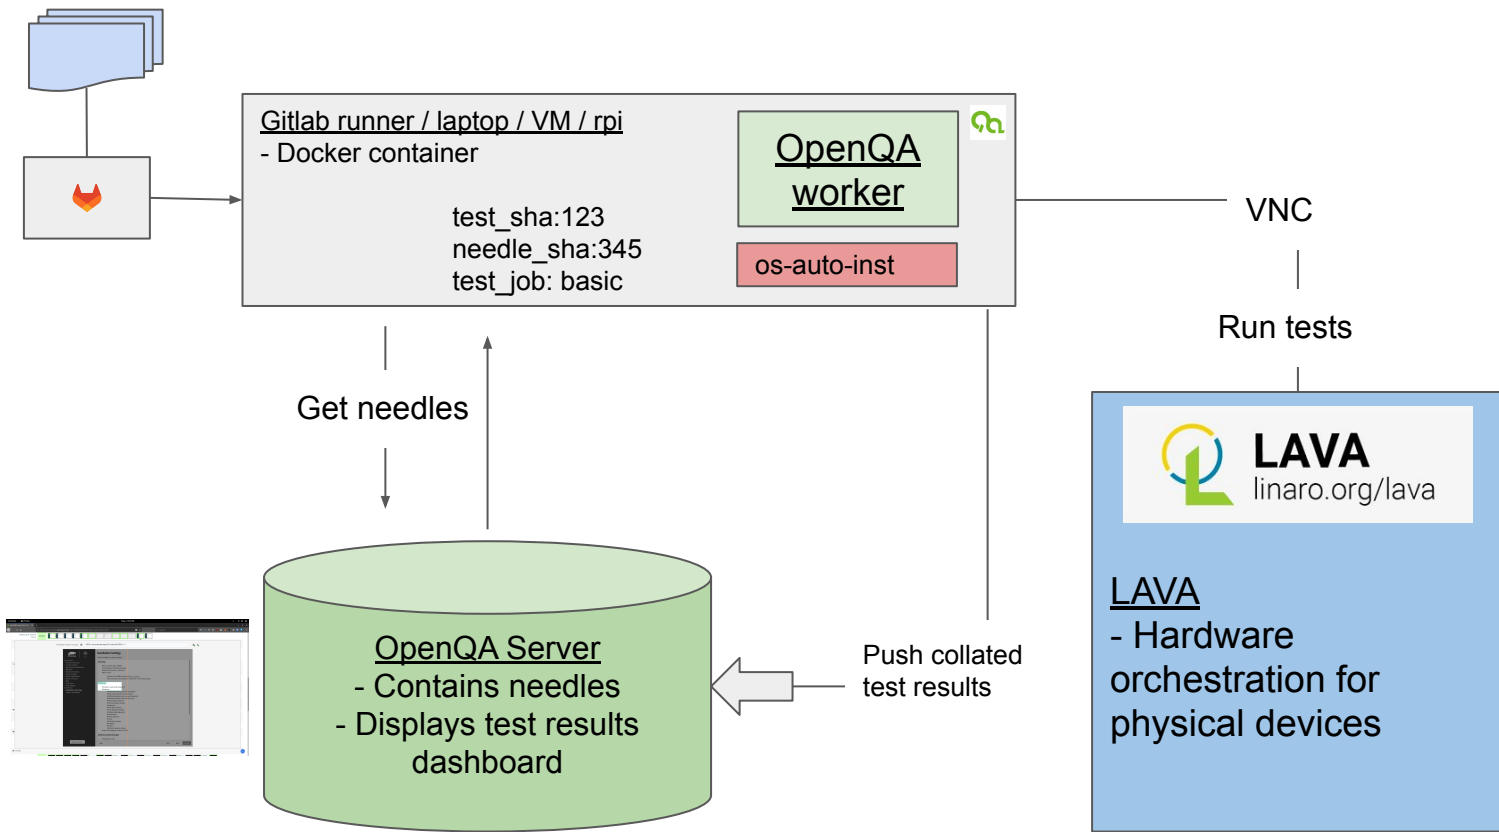 Gitlab runner / laptop / VM / rpi
- Docker container
test_sha:123
needle_sha:345
test_job: basic
OpenQA
worker
os-auto-inst
VNC
Run tests
Get needles
LAVA
linaro.org/lava
LAVA
- Hardware
orchestration for
physical devices
OpenQA Server
- Contains needles
- Displays test results
dashboard
Push collated
test results